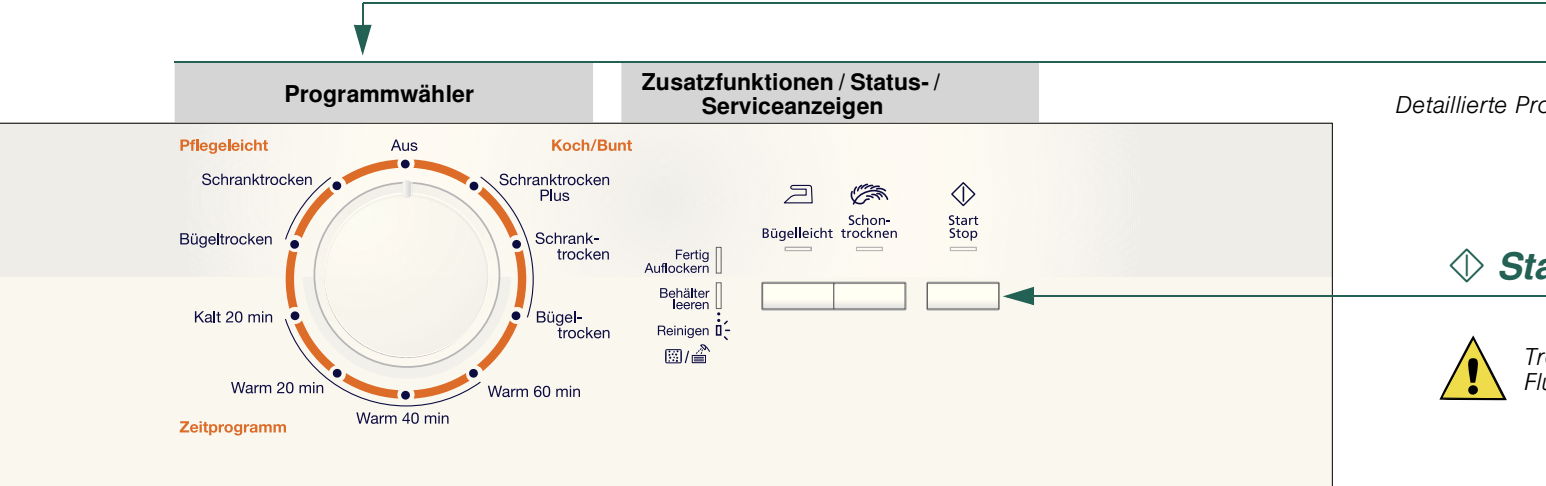 Programmwähler
Zusatzfunktionen / Status- /
Serviceanzeigen
Detaillierte Pro
Pflegeleicht
Aus
Koch/Bunt
Schranktrocken
Schranktrocken
Plus
Bügeltrocken
Schrank-
trocken
Kalt 20 min
Bügel-
trocken
Warm 20 min
Warm 60 min
Warm 40 min
Zeitprogramm
Bügelleicht
Schon-
trocknen
Start
Stop
Fertig
Auflockern
Behälter
leeren
Reinigen
/
Sta
Tro
Flu